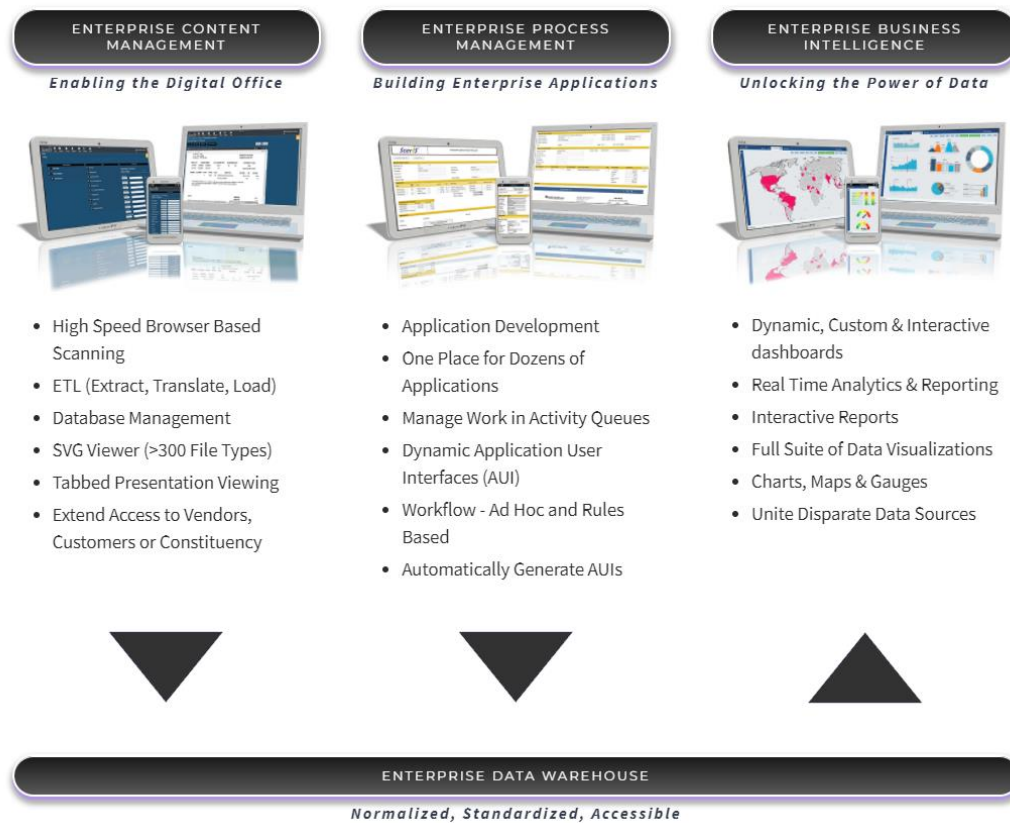 ENTERPRISE CONTENT
MANAGEMENT
Enabling the Digital Office
High Speed Browser Based
Scanning
ETL (Extract, Translate, Load)
Database Management
SVG Viewer (>300 File Types)
Tabbed Presentation Viewing
Extend Access to Vendors,
Customers or Constituency
ENTERPRISE PROCESS
MANAGEMENT
Building Enterprise Applications
Application Development
One Place for Dozens of
Applications
Manage Work in Activity Queues
Dynamic Application User
Interfaces (AUI)
Workflow - Ad Hoc and Rules
Based
Automatically Generate AUIs
ENTERPRISE BUSINESS
INTELLIGENCE
Unlocking the Power of Data
Dynamic, Custom & Interactive
dashboards
Real Time Analytics & Reporting
Interactive Reports
Full Suite of Data Visualizations
Charts, Maps & Gauges
Unite Disparate Data Sources
ENTERPRISE DATA WAREHOUSE
Normalized, Standardized, Accessible